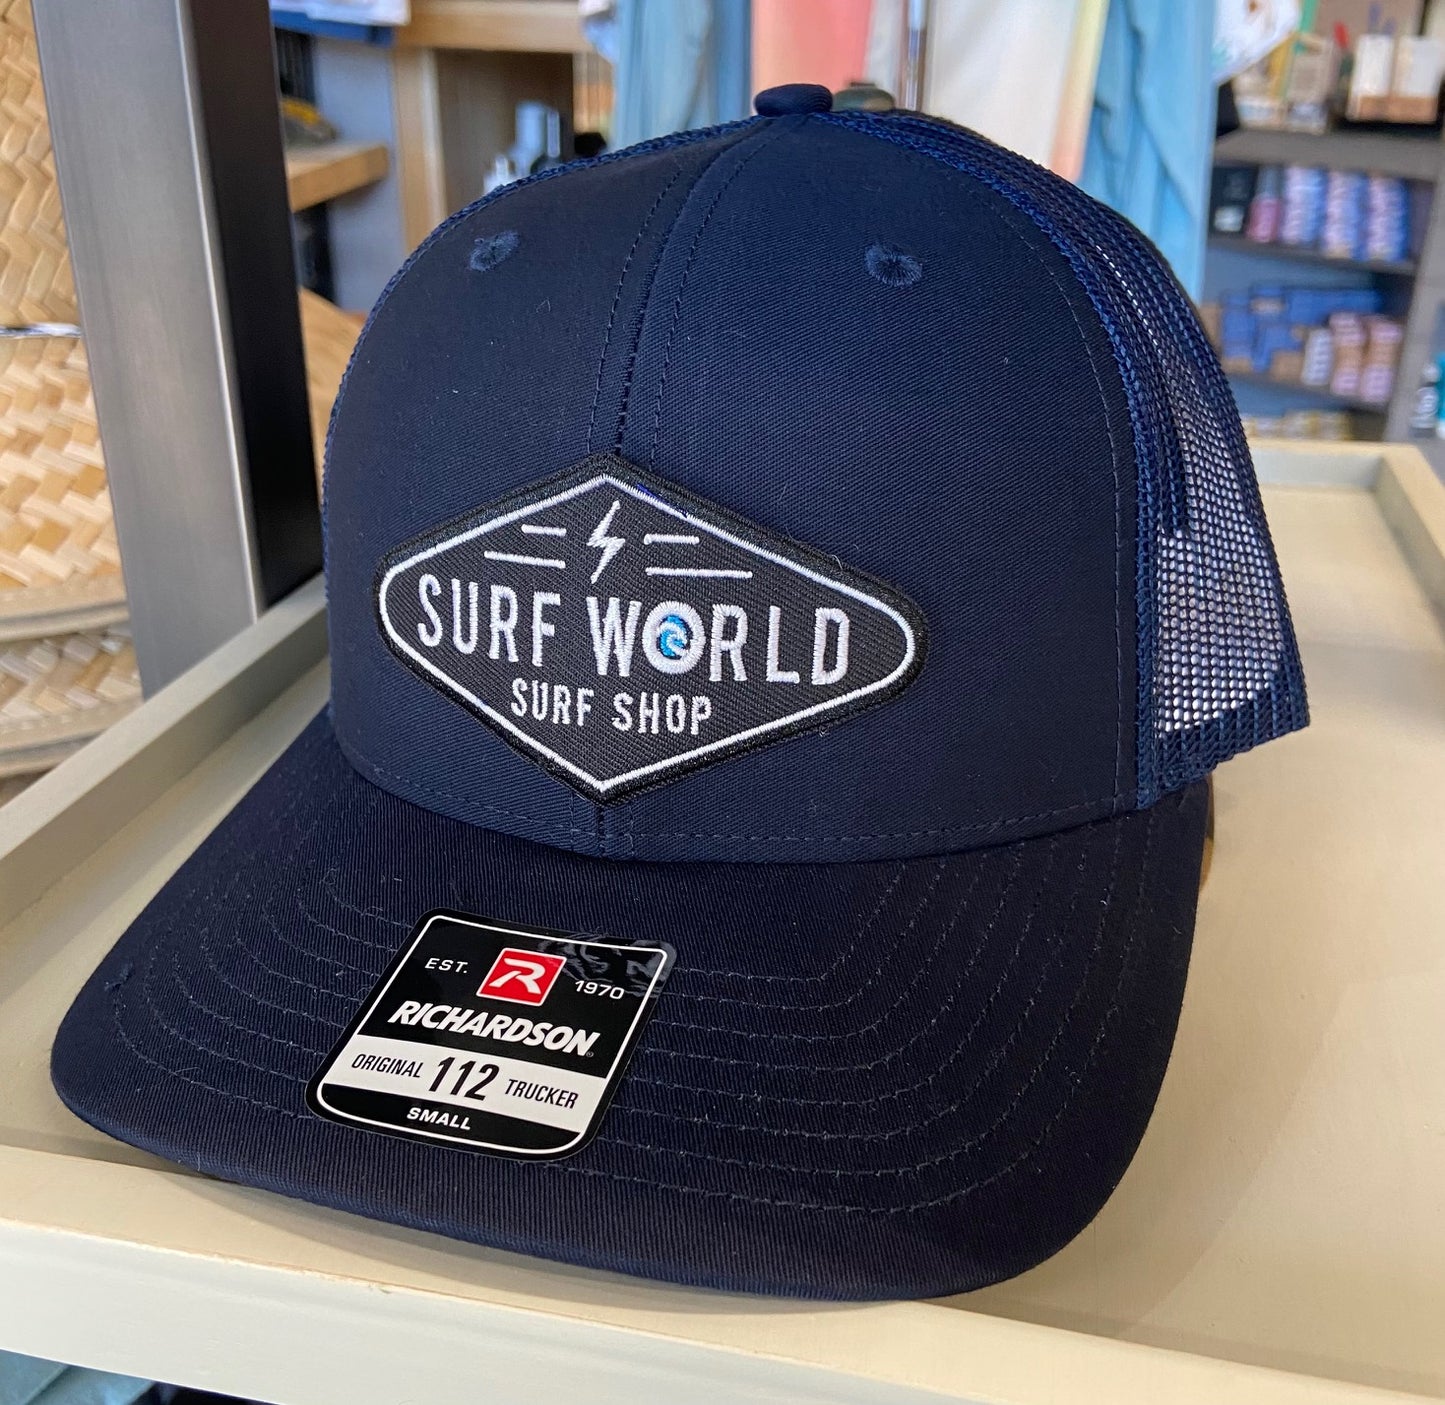 SURF WORLD
SURF SHOP
EST. R 1970
RICHARDSON
ORIGINAL 112 TRUCKER
SMALL